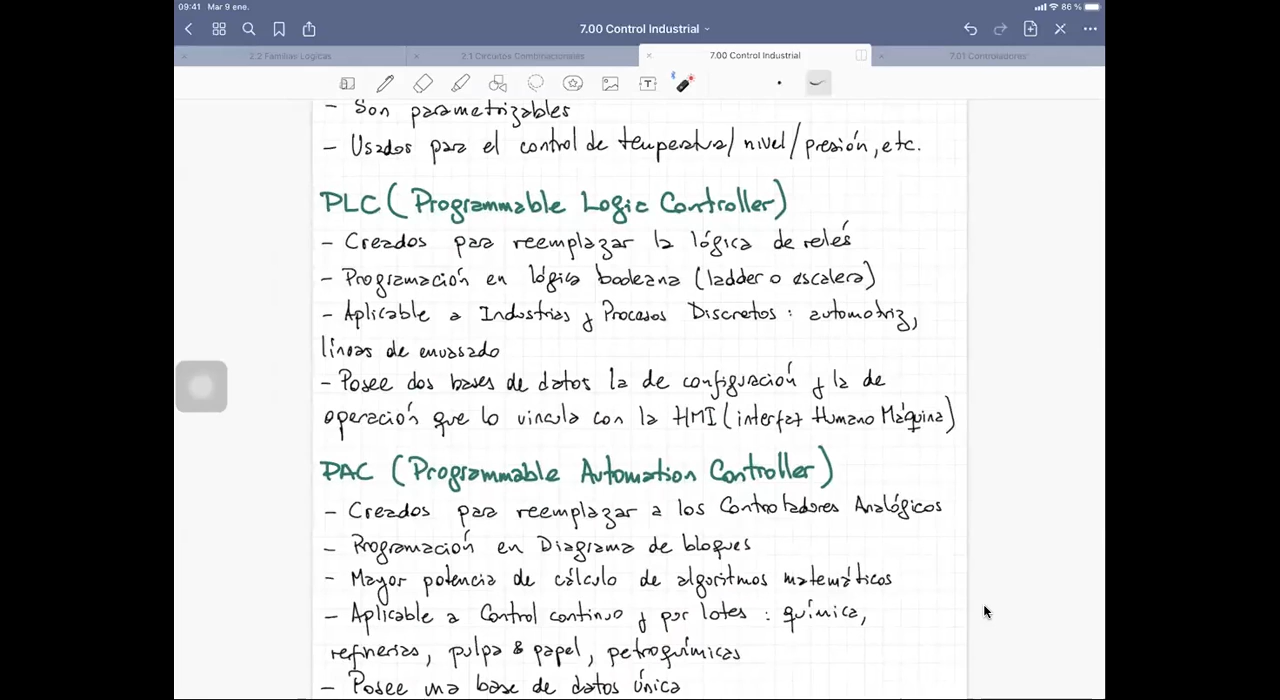 09:41 Mar 9 ene.
86 %
7.00 Control Industrial
2.2 Familias Logicas
2.1 Circuitos Combinacionales
7.00 Control Industrial
7.01 Controladores
- Son parametrizables
- Usados para el control de temperatura/nivel/presión, etc.
PLC (Programmable Logic Controller)
- Creados para reemplazar la lógica de relés
- Programación en lógica booleana (ladder o escalera)
- Aplicable a Industrias y Procesos Discretos: automotriz,
líneas de envasado
- Posee dos bases de datos la de configuración y la de
operación que lo vincula con la HMI (interfaz Humano Máquina)
PAC (Programmable Automation Controller)
- Creados para reemplazar a los Controladores Analógicos
- Programación en Diagrama de bloques
- Mayor potencia de cálculo de algoritmos matemáticos
- Aplicable a Control continuo y por lotes: química,
refinerias, pulpa & papel, petroquímicas
- Posee una base de datos única